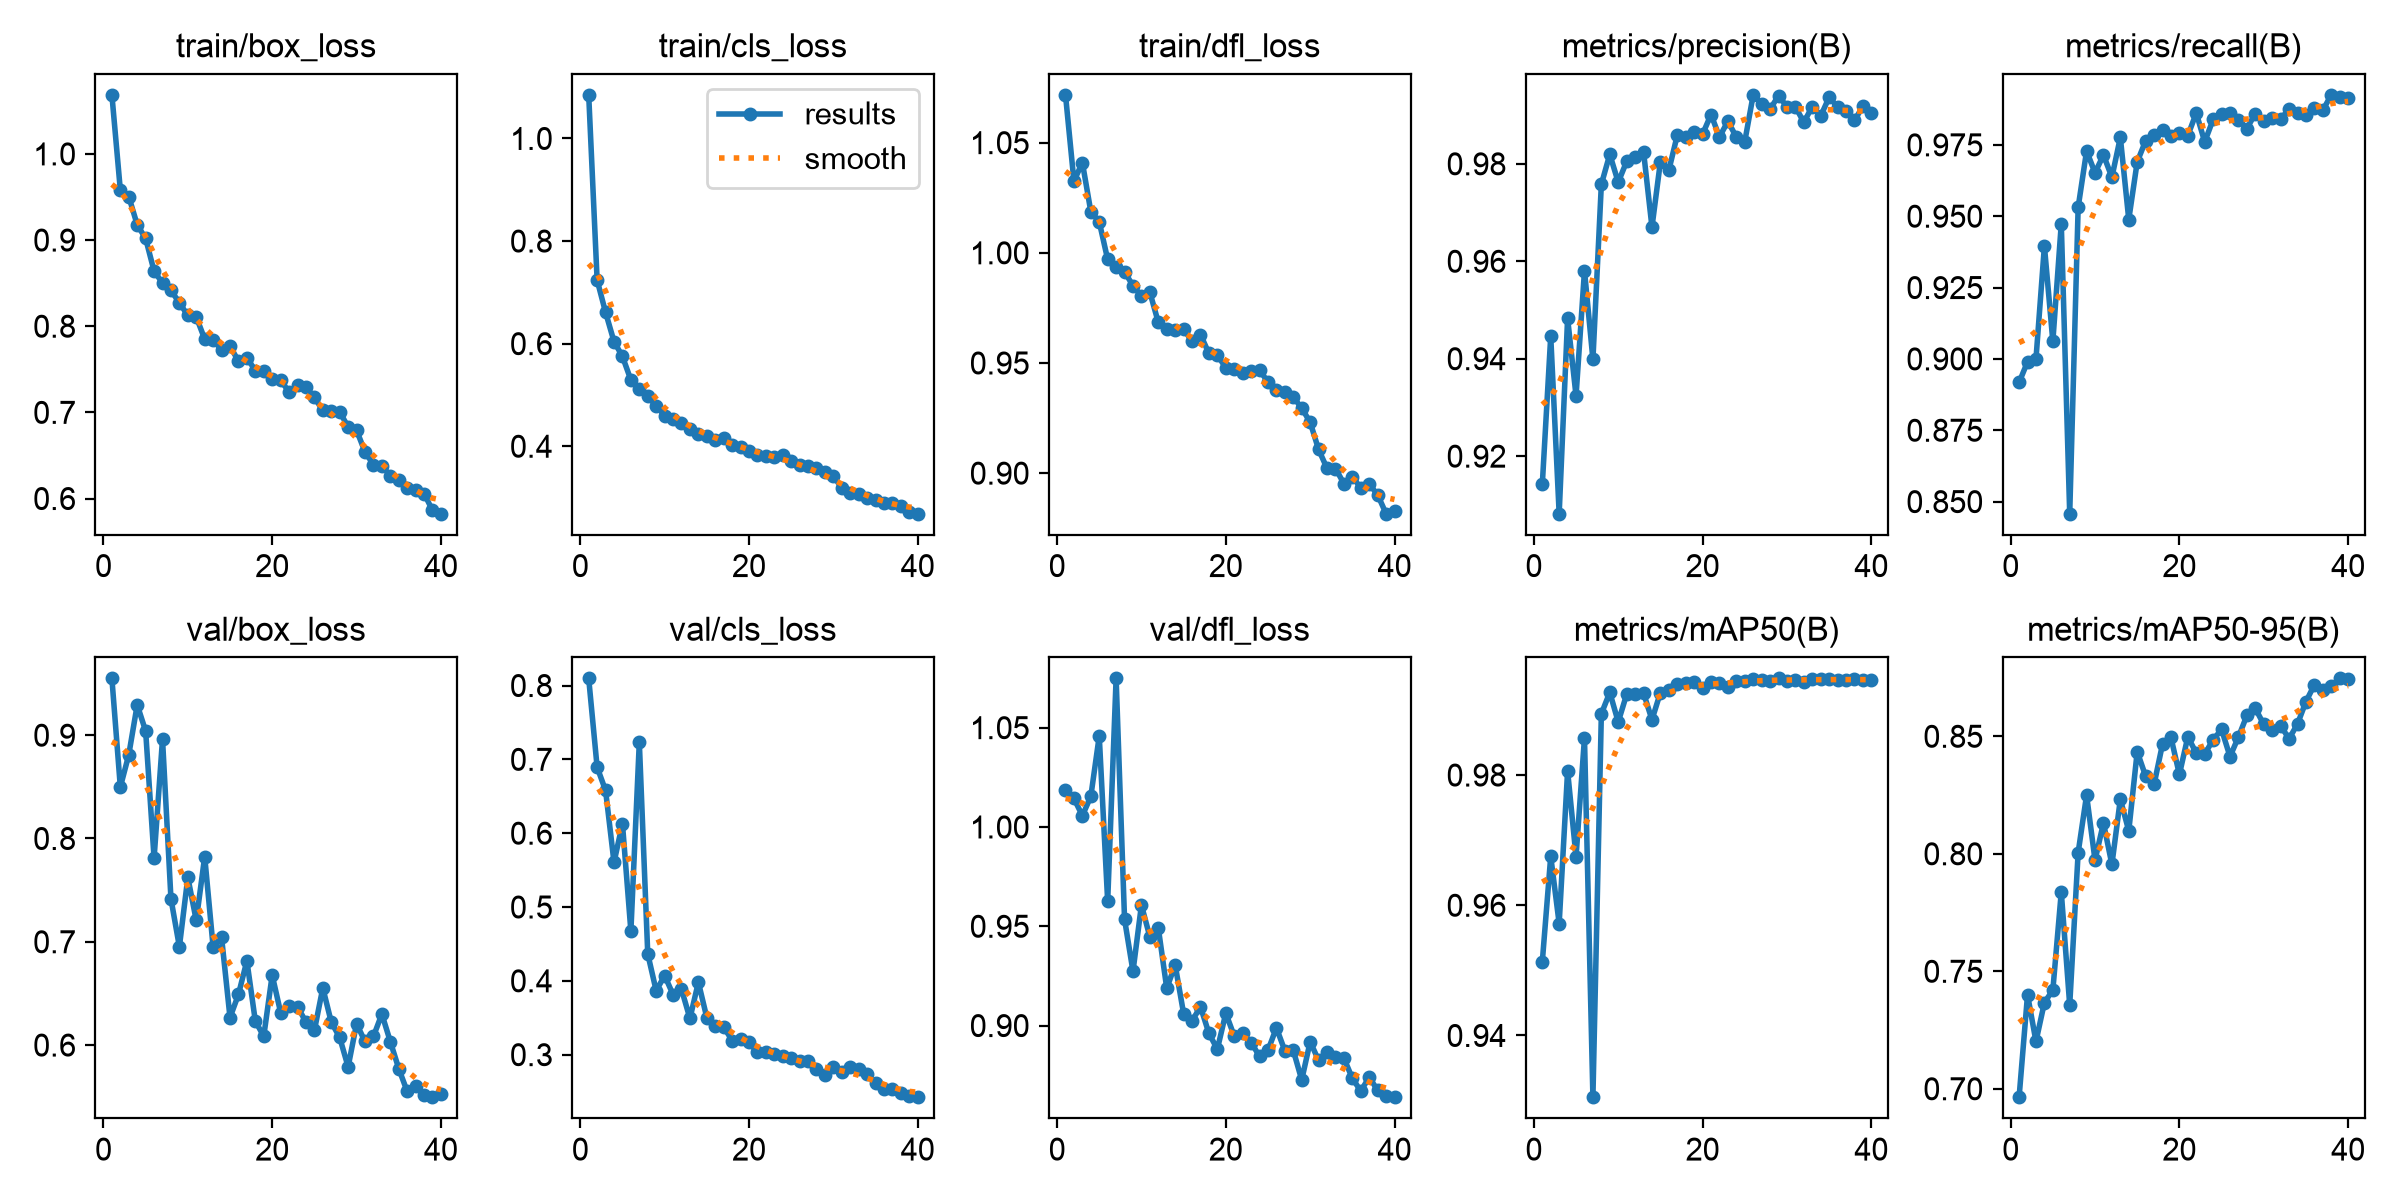 train/box_loss
1.0
0.9
0.8
0.7
0.6
0 20 40
train/cls_loss
results
smooth
1.0
0.8
0.6
0.4
0 20 40
train/dfl_loss
1.05
1.00
0.95
0.90
0 20 40
metrics/precision(B)
0.98
0.96
0.94
0.92
0 20 40
metrics/recall(B)
0.975
0.950
0.925
0.900
0.875
0.850
0 20 40
val/box_loss
0.9
0.8
0.7
0.6
0 20 40
val/cls_loss
0.8
0.7
0.6
0.5
0.4
0.3
0 20 40
val/dfl_loss
1.05
1.00
0.95
0.90
0 20 40
metrics/mAP50(B)
0.98
0.96
0.94
0 20 40
metrics/mAP50-95(B)
0.85
0.80
0.75
0.70
0 20 40